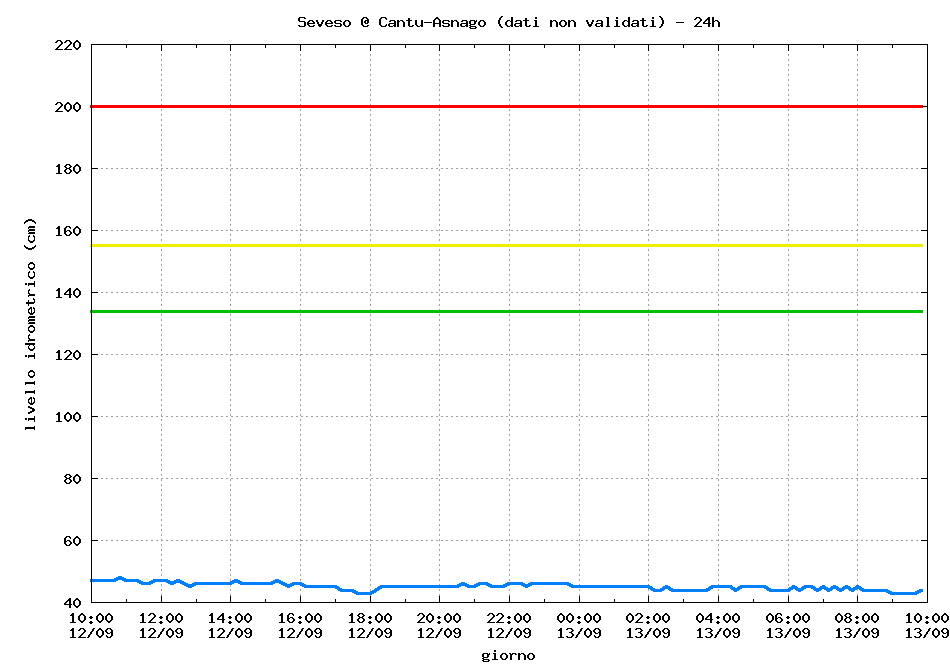 Seveso @ Cantu-Asnago (dati non validati) - 24h
220
200
180
160
140
120
100
80
60
40
livello idrometrico (cm)
10:00 12:00 14:00 16:00 18:00 20:00 22:00 00:00 02:00 04:00 06:00 08:00 10:00
12/09 12/09 12/09 12/09 12/09 12/09 12/09 13/09 13/09 13/09 13/09 13/09 13/09
giorno